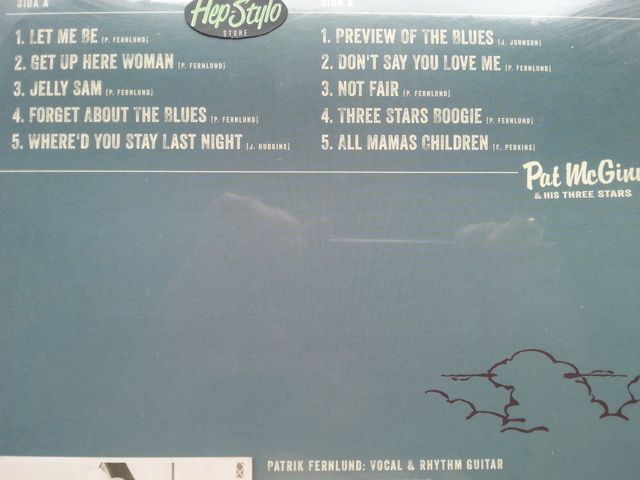 SIDA A
SIDA B
Hep-Stylo
STORE
1. LET ME BE (P. FERNLUND)
2. GET UP HERE WOMAN (P. FERNLUND)
3. JELLY SAM (P. FERNLUND)
4. FORGET ABOUT THE BLUES (P. FERNLUND)
5. WHERE'D YOU STAY LAST NIGHT (J. HUDGINS)
1. PREVIEW OF THE BLUES (J. JOHNSON)
2. DON'T SAY YOU LOVE ME (P. FERNLUND)
3. NOT FAIR (P. FERNLUND)
4. THREE STARS BOOGIE (P. FERNLUND)
5. ALL MAMAS CHILDREN (C. PERKINS)
Pat McGinn
& HIS THREE STARS
PATRIK FERNLUND: VOCAL & RHYTHM GUITAR